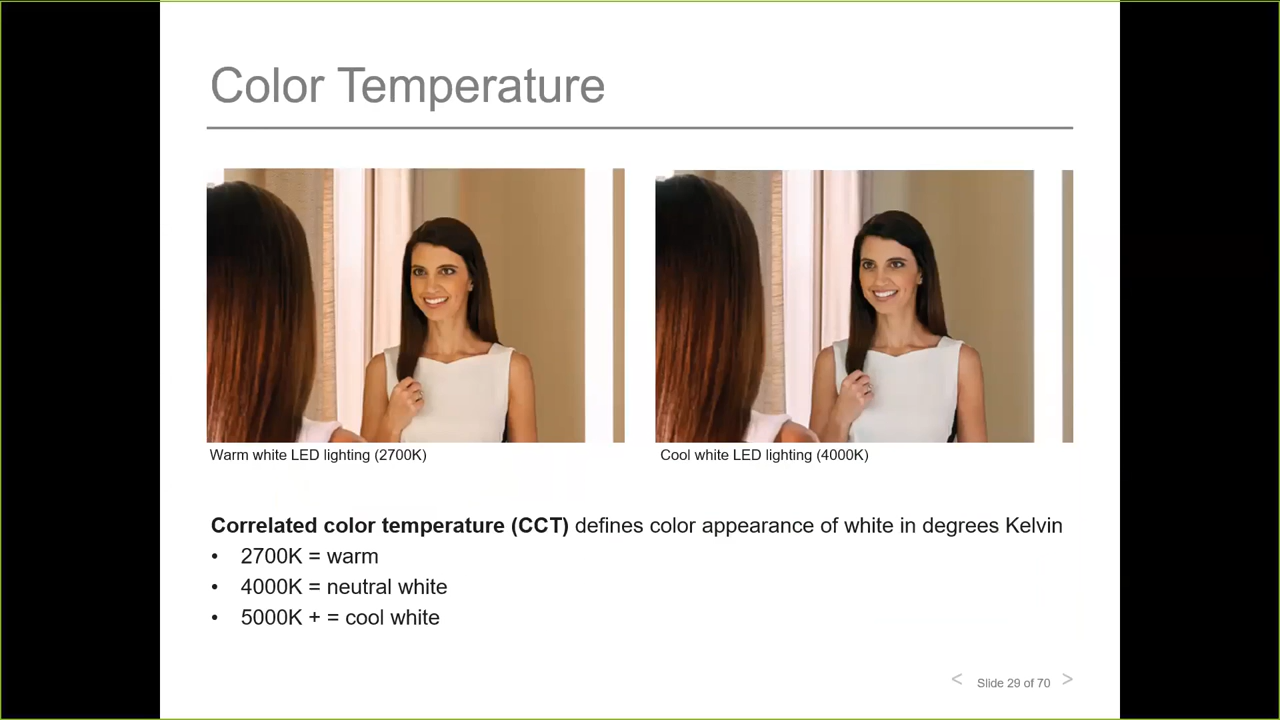 Color Temperature
Warm white LED lighting (2700K)
Cool white LED lighting (4000K)
Correlated color temperature (CCT) defines color appearance of white in degrees Kelvin
• 2700K = warm
• 4000K = neutral white
• 5000K + = cool white
< Slide 29 of 70 >